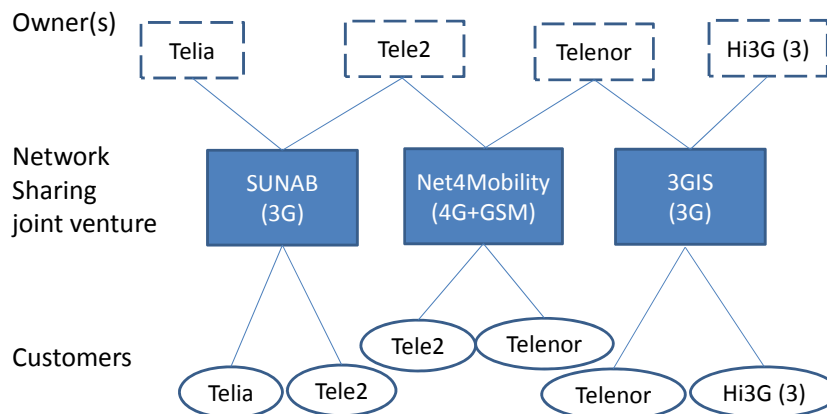 Owner(s)
Telia
Tele2
Telenor
Hi3G (3)
Network
Sharing
joint venture
SUNAB
(3G)
Net4Mobility
(4G+GSM)
3GIS
(3G)
Customers
Tele2
Telenor
Telia
Tele2
Telenor
Hi3G (3)